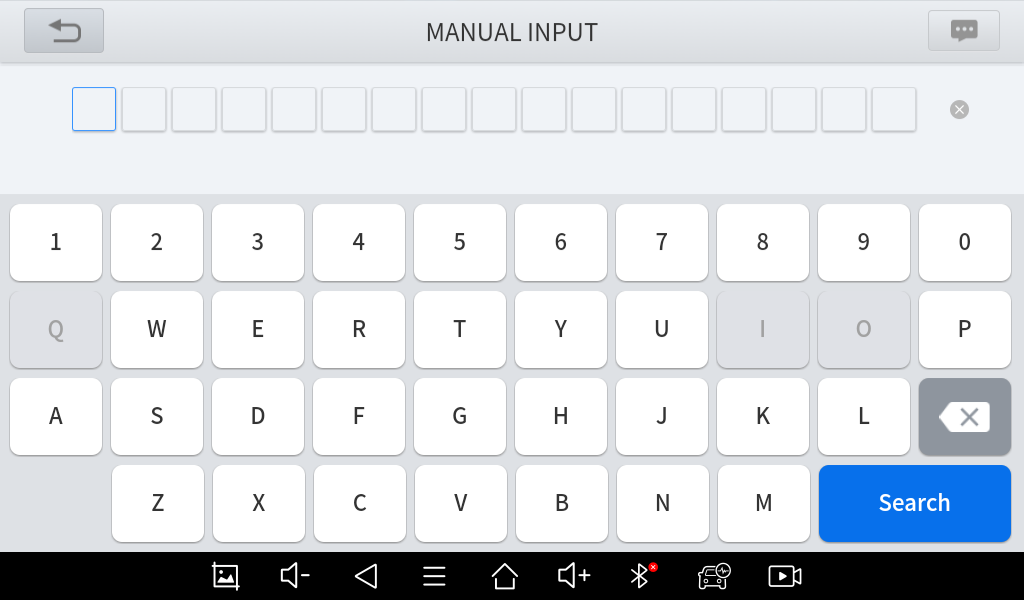 MANUAL INPUT
1 2 3 4 5 6 7 8 9 0
Q W E R T Y U I O P
A S D F G H J K L
Z X C V B N M Search